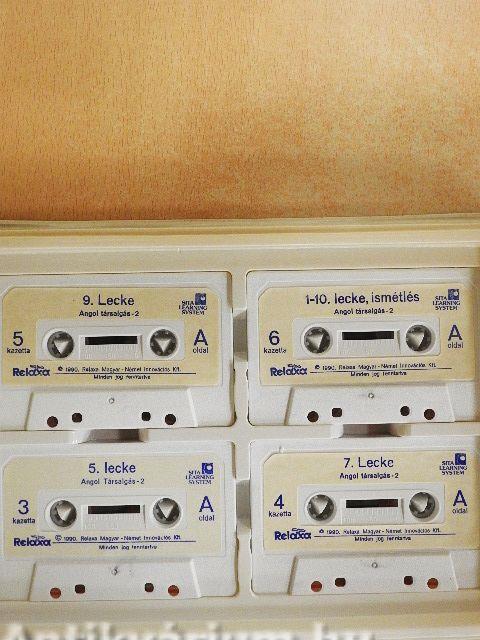 9. Lecke
Angol társalgás - 2
SITA
LEARNING
SYSTEM
5
kazetta
A
oldal
Relaxa
© 1990. Relaxa Magyar - Német Innovációs Kft.
Minden jog fenntartva
1-10. lecke, ismétlés
Angol társalgás - 2
SITA
LEARNING
SYSTEM
6
kazetta
A
oldal
Relaxa
© 1990. Relaxa Magyar - Német Innovációs Kft.
Minden jog fenntartva
5. lecke
Angol Társalgás - 2
SITA
LEARNING
SYSTEM
3
kazetta
A
oldal
Relaxa
© 1990. Relaxa Magyar - Német Innovációs Kft.
Minden jog fenntartva
7. Lecke
Angol társalgás - 2
SITA
LEARNING
SYSTEM
4
kazetta
A
oldal
Relaxa
© 1990. Relaxa Magyar - Német Innovációs Kft.
Minden jog fenntartva
Antikvárium.hu